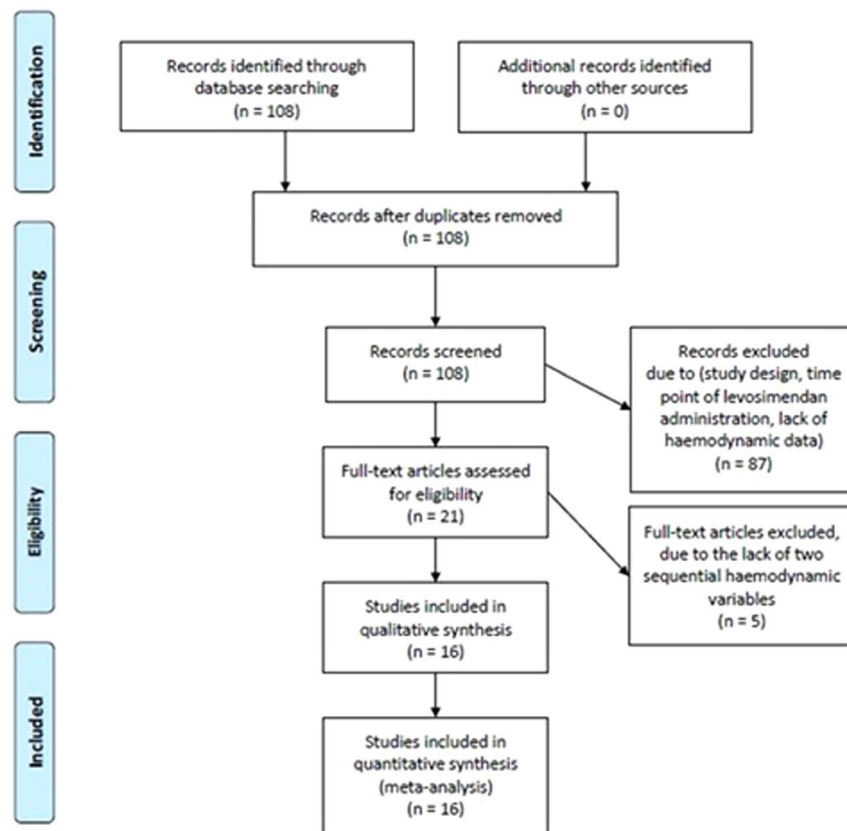 Identification
Records identified through
database searching
(n = 108)
Additional records identified
through other sources
(n = 0)
Records after duplicates removed
(n = 108)
Screening
Records screened
(n = 108)
Records excluded
due to (study design, time
point of levosimendan
administration, lack of
haemodynamic data)
(n = 87)
Eligibility
Full-text articles assessed
for eligibility
(n = 21)
Full-text articles excluded,
due to the lack of two
sequential haemodynamic
variables
(n = 5)
Studies included in
qualitative synthesis
(n = 16)
Included
Studies included in
quantitative synthesis
(meta-analysis)
(n = 16)